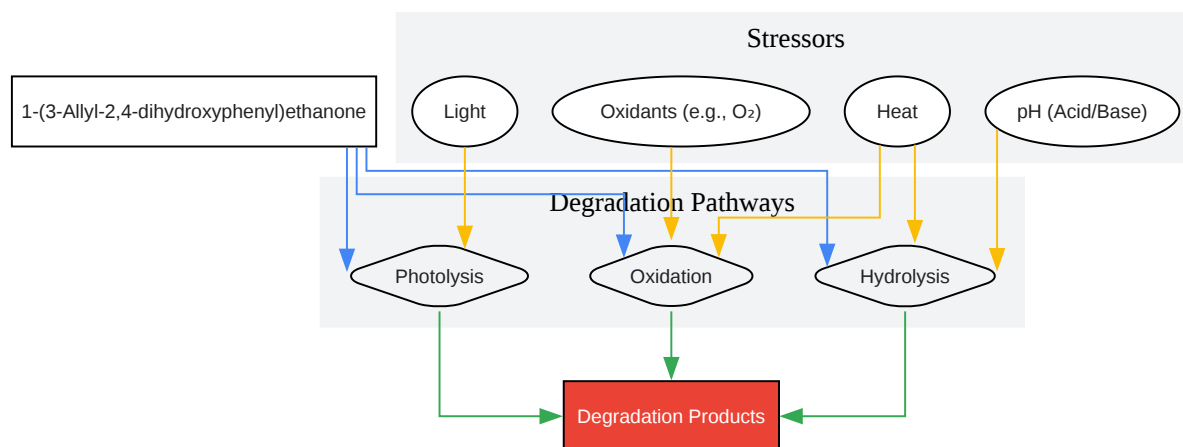 Stressors
1-(3-Allyl-2,4-dihydroxyphenyl)ethanone
Light
Oxidants (e.g., O₂)
Heat
pH (Acid/Base)
Degradation Pathways
Photolysis
Oxidation
Hydrolysis
Degradation Products